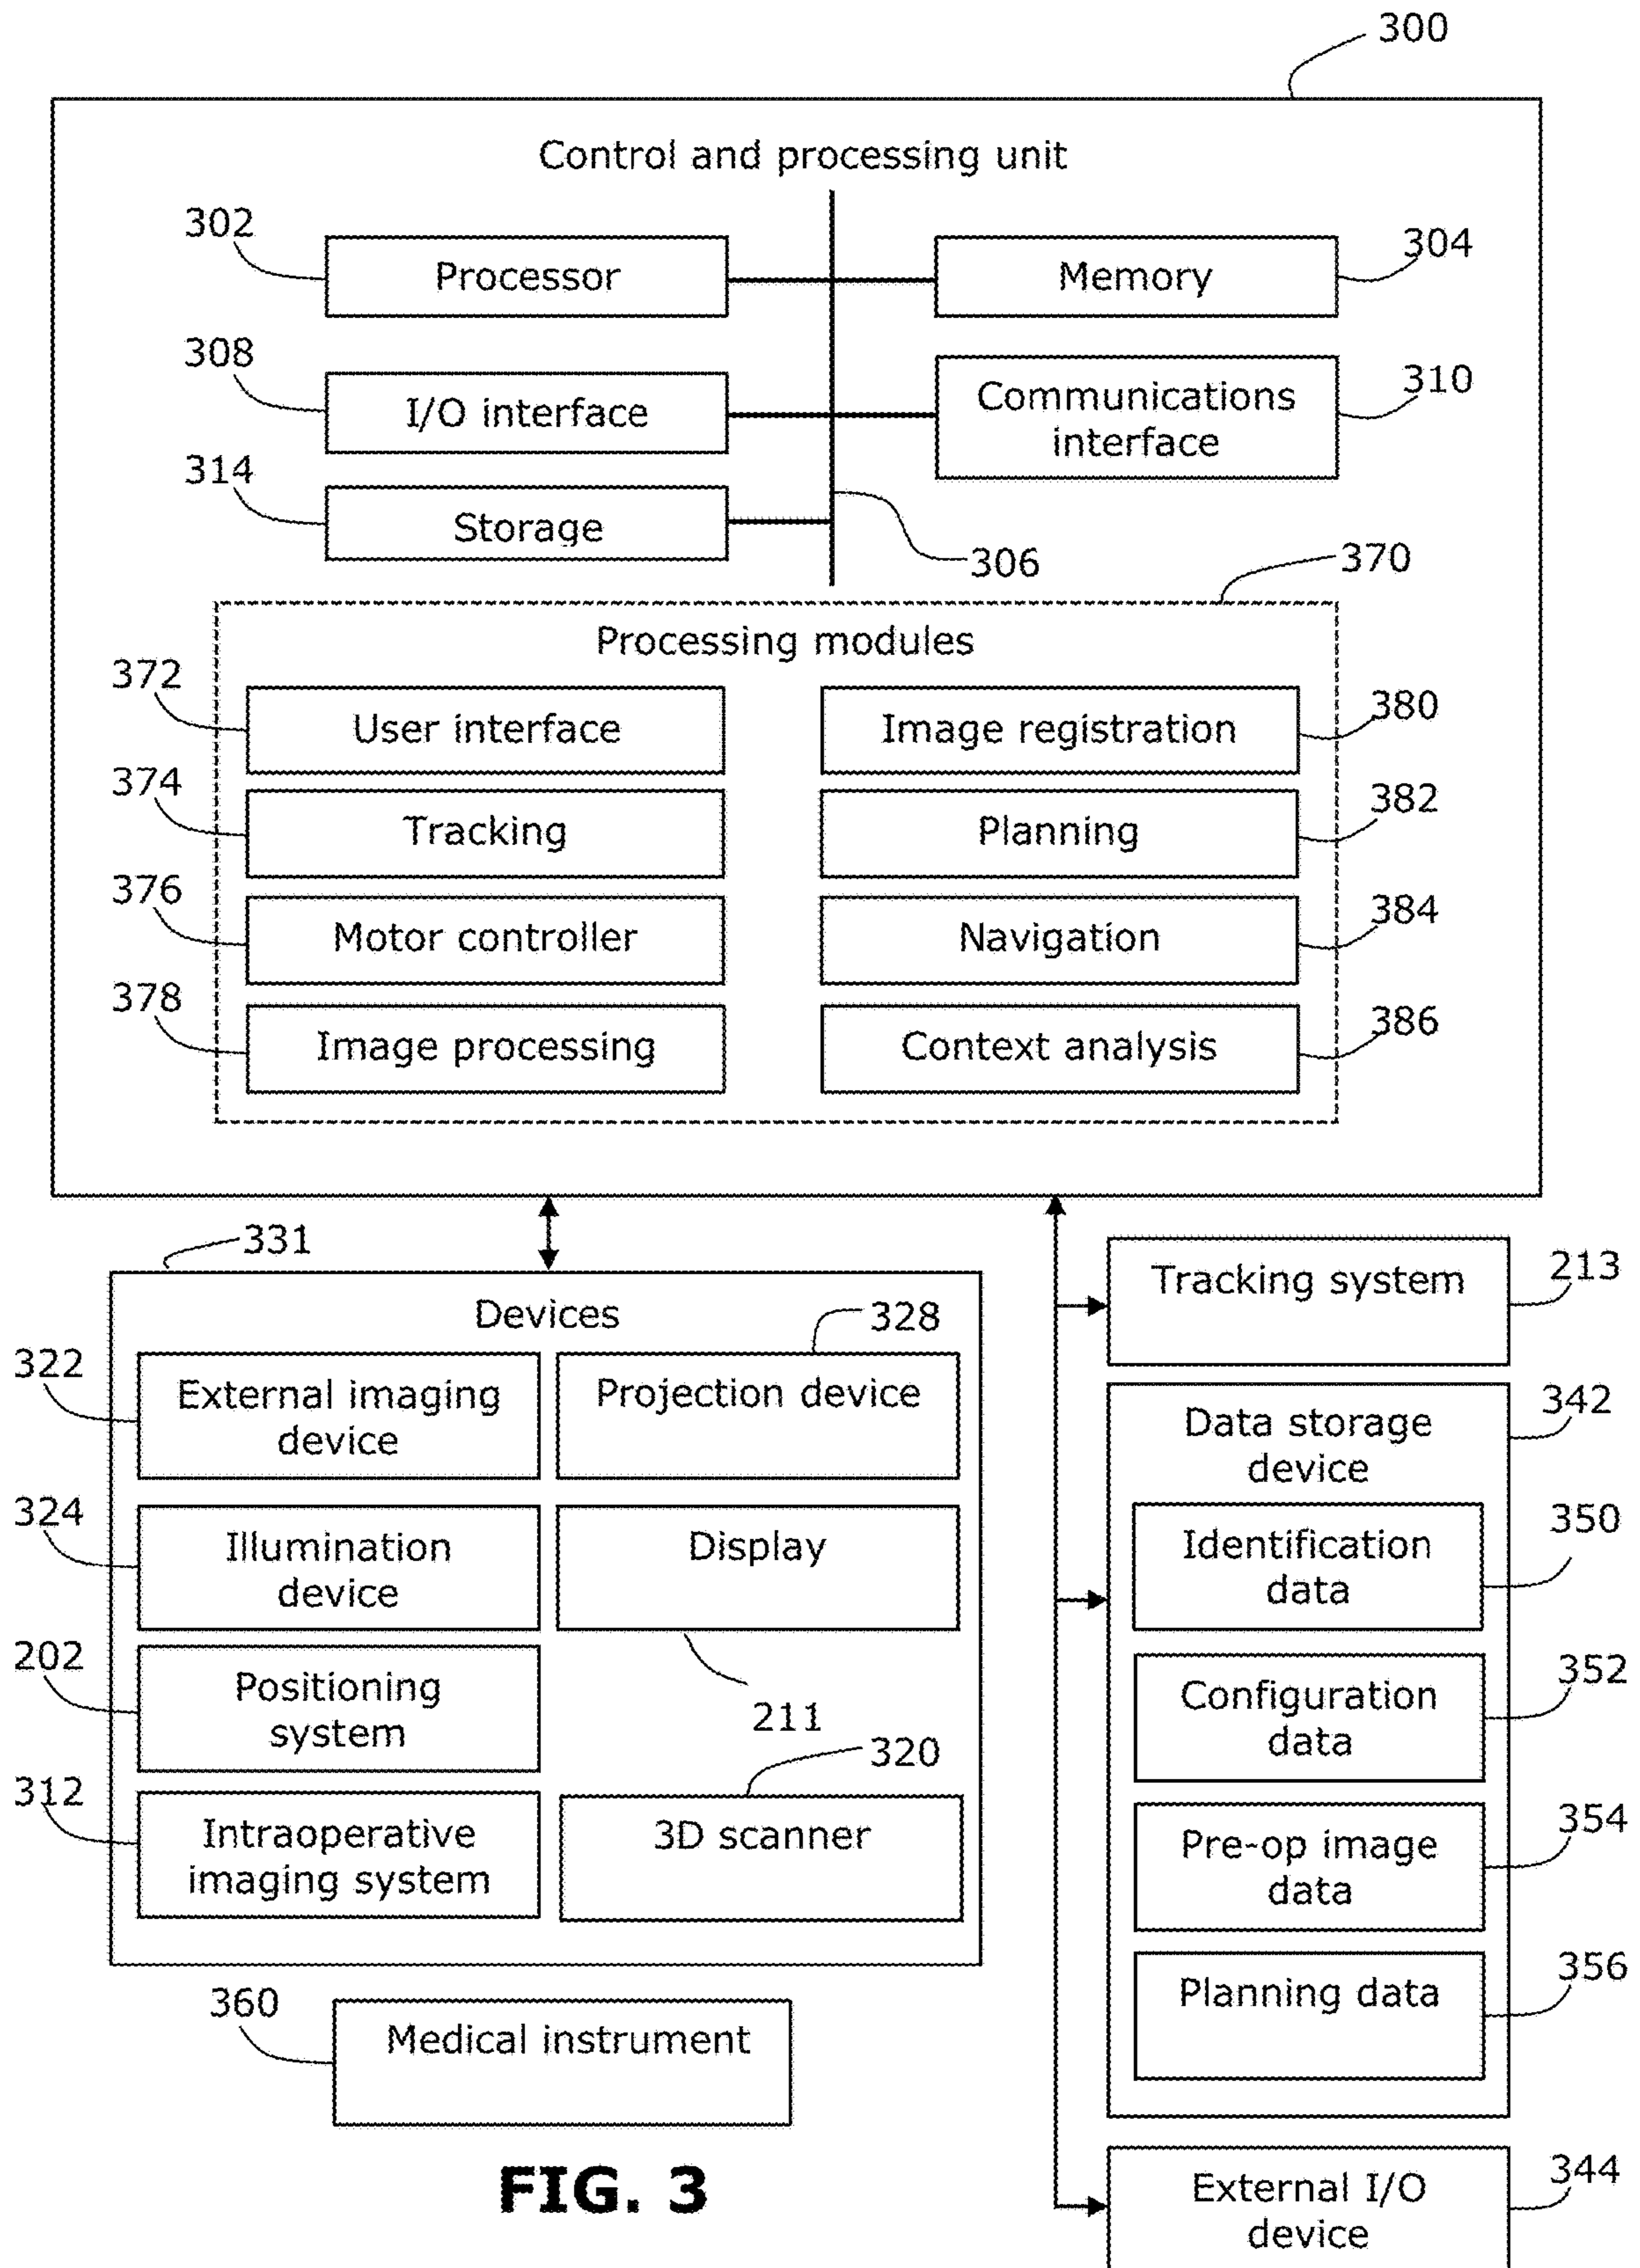 300
Control and processing unit
302
Processor
Memory
304
308
I/O interface
Communications
interface
310
314
Storage
306
370
Processing modules
372
User interface
Image registration
380
374
Tracking
Planning
382
376
Motor controller
Navigation
384
378
Image processing
Context analysis
386
331
Devices
328
322
External imaging
device
Projection device
324
Illumination
device
Display
202
Positioning
system
211
320
312
Intraoperative
imaging system
3D scanner
360
Medical instrument
Tracking system
213
Data storage
device
342
Identification
data
350
Configuration
data
352
Pre-op image
data
354
Planning data
356
External I/O
device
344
FIG. 3